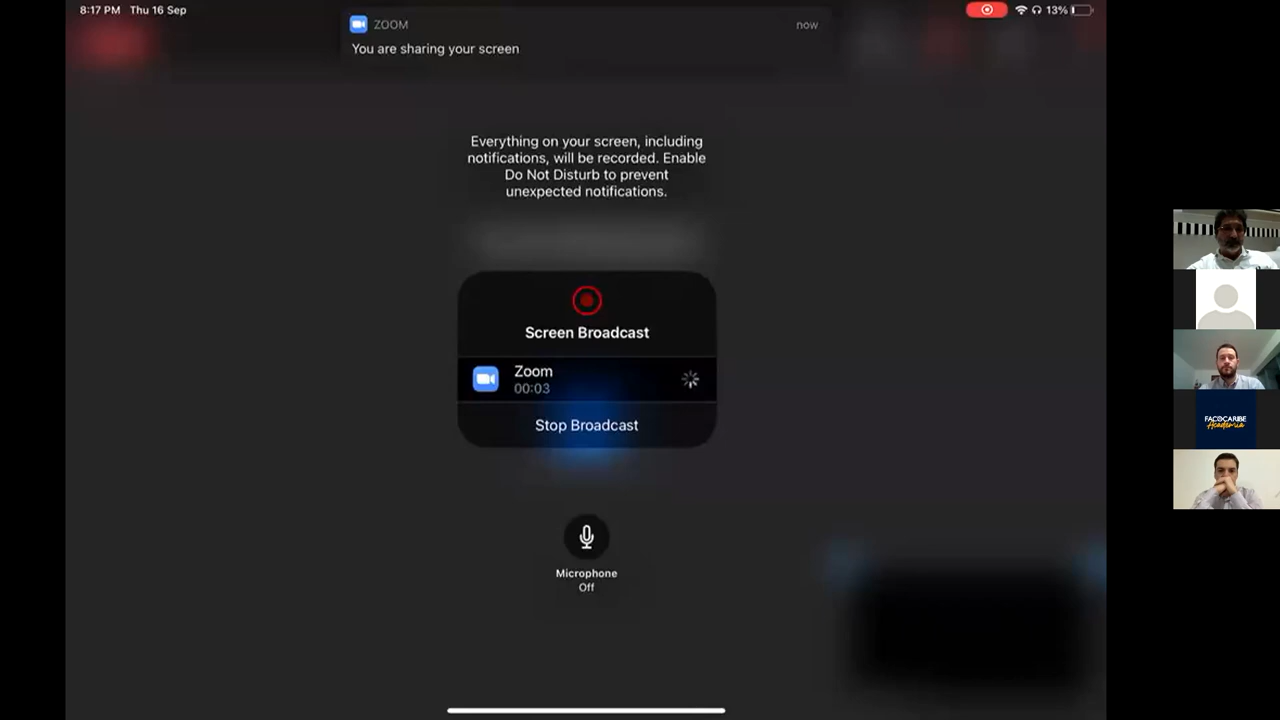 8:17 PM Thu 16 Sep
13%
ZOOM
now
You are sharing your screen
Everything on your screen, including
notifications, will be recorded. Enable
Do Not Disturb to prevent
unexpected notifications.
Screen Broadcast
Zoom
00:03
Stop Broadcast
Microphone
Off
FACOCARIBE
Academia